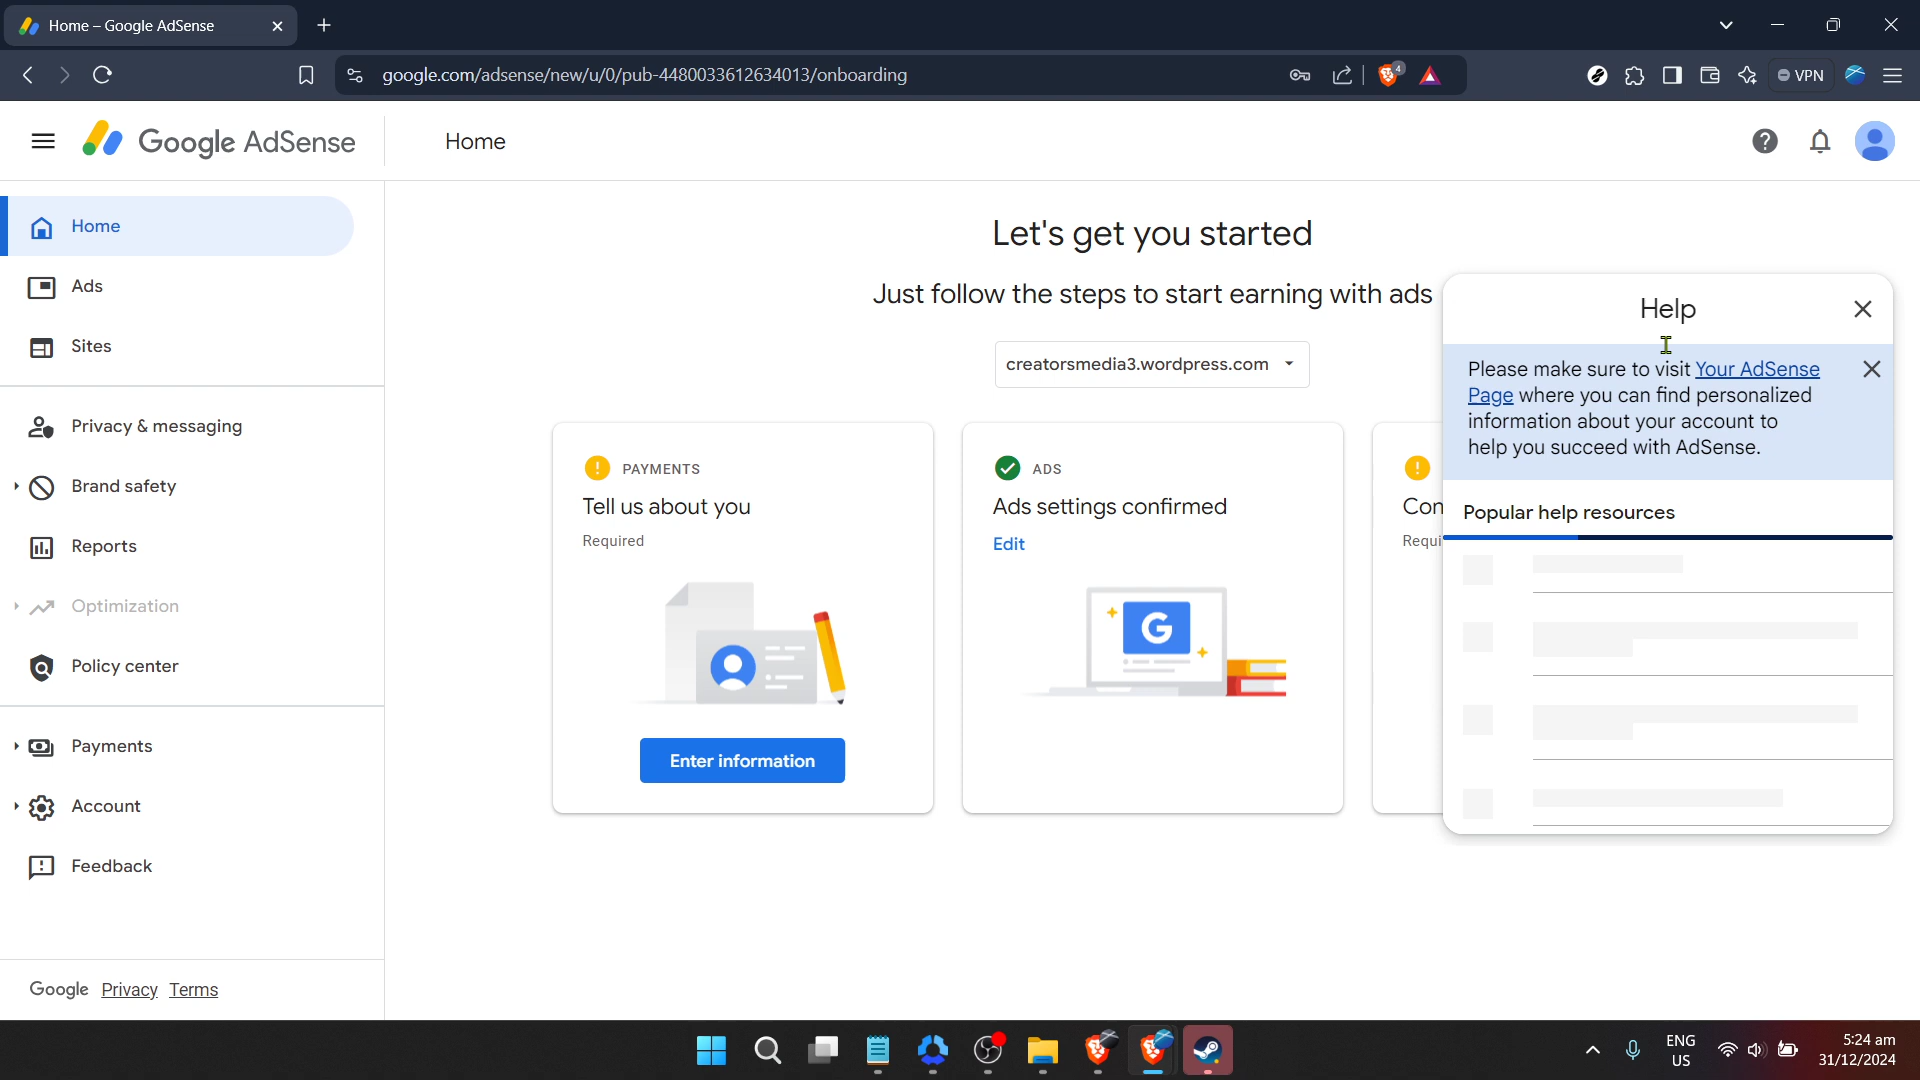 Home – Google AdSense
google.com/adsense/new/u/0/pub-4480033612634013/onboarding
4
VPN
Google AdSense
Home
Home
Ads
Sites
Privacy & messaging
Brand safety
Reports
Optimization
Policy center
Payments
Account
Feedback
Google Privacy Terms
Let's get you started
Just follow the steps to start earning with ads
creatorsmedia3.wordpress.com
PAYMENTS
Tell us about you
Required
Enter information
ADS
Ads settings confirmed
Edit
G
Con
Requi
Help
Please make sure to visit Your AdSense
Page where you can find personalized
information about your account to
help you succeed with AdSense.
Popular help resources
ENG
US
5:24 am
31/12/2024